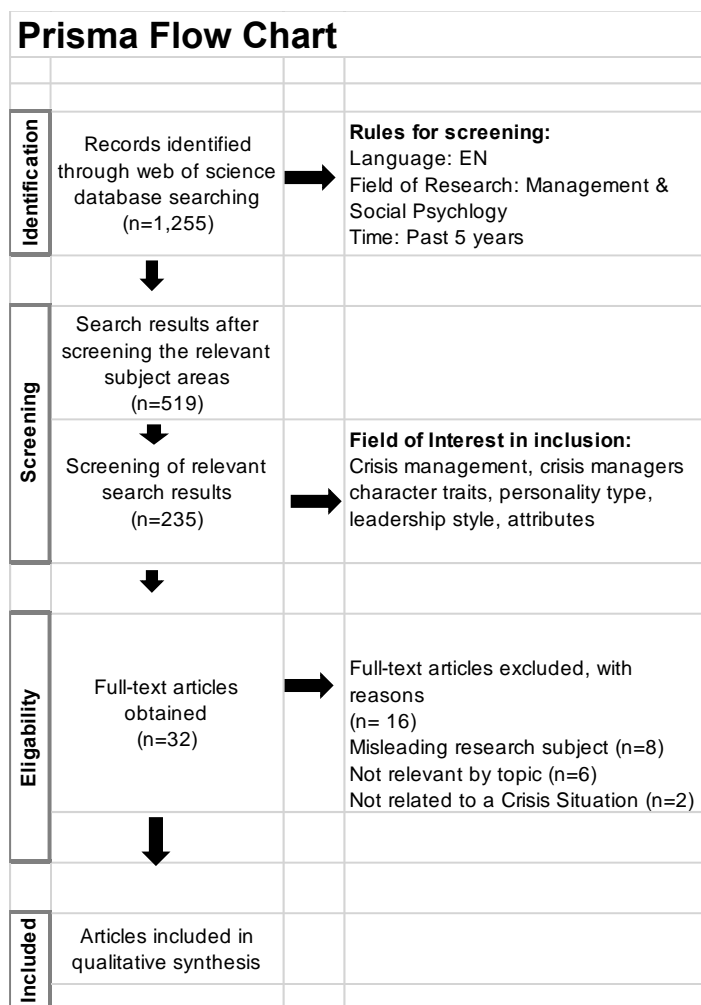 Prisma Flow Chart
Identification
Records identified
through web of science
database searching
(n=1,255)
Rules for screening:
Language: EN
Field of Research: Management &
Social Psychlogy
Time: Past 5 years
Screening
Search results after
screening the relevant
subject areas
(n=519)
Screening of relevant
search results
(n=235)
Field of Interest in inclusion:
Crisis management, crisis managers
character traits, personality type,
leadership style, attributes
Eligability
Full-text articles
obtained
(n=32)
Full-text articles excluded, with
reasons
(n= 16)
Misleading research subject (n=8)
Not relevant by topic (n=6)
Not related to a Crisis Situation (n=2)
Included
Articles included in
qualitative synthesis